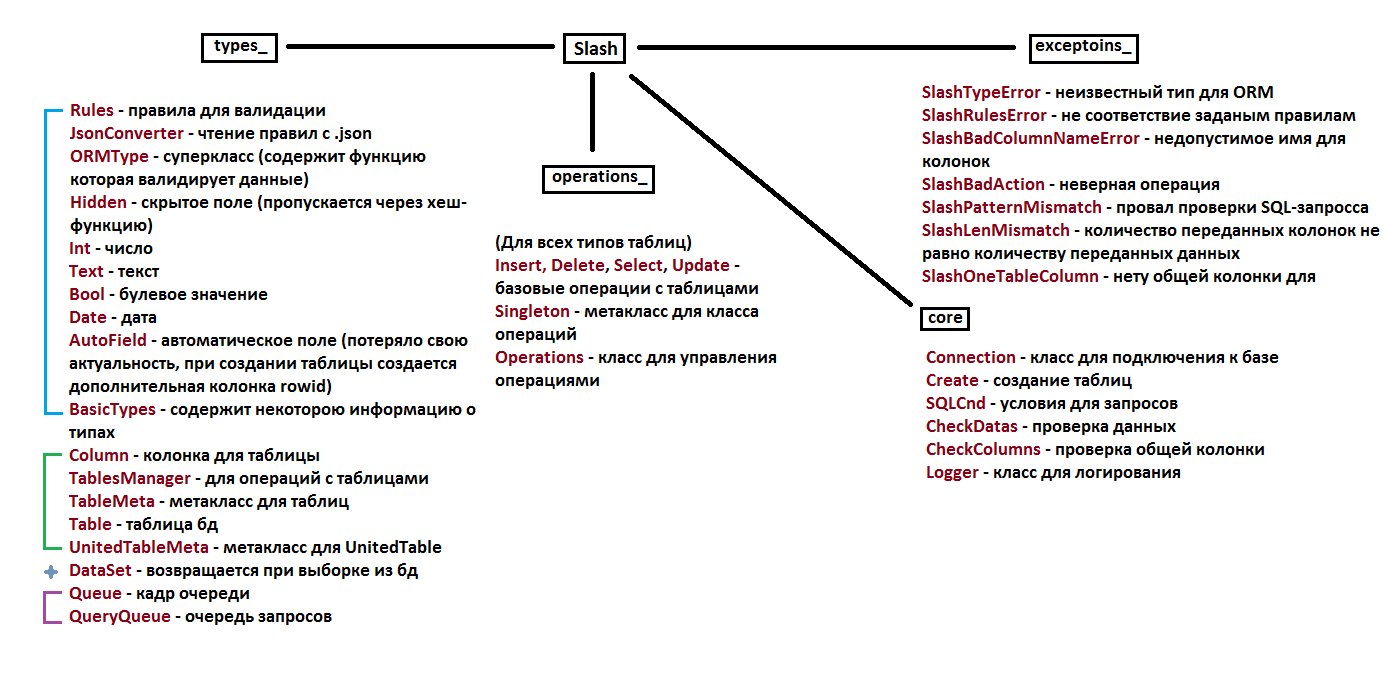 types_
Slash
exceptoins_
Rules - правила для валидации
JsonConverter - чтение правил с .json
ORMType - суперкласс (содержит функцию
которая валидирует данные)
Hidden - скрытое поле (пропускается через хеш-
функцию)
Int - число
Text - текст
Bool - булевое значение
Date - дата
AutoField - автоматическое поле (потеряло свою
актуальность, при создании таблицы создается
дополнительная колонка rowid)
BasicTypes - содержит некоторою информацию о
типах
Column - колонка для таблицы
TablesManager - для операций с таблицами
TableMeta - метакласс для таблиц
Table - таблица бд
UnitedTableMeta - метакласс для UnitedTable
DataSet - возвращается при выборке из бд
Queue - кадр очереди
QueryQueue - очередь запросов
operations_
(Для всех типов таблиц)
Insert, Delete, Select, Update -
базовые операции с таблицами
Singleton - метакласс для класса
операций
Operations - класс для управления
операциями
SlashTypeError - неизвестный тип для ORM
SlashRulesError - не соответствие заданым правилам
SlashBadColumnNameError - недопустимое имя для
колонок
SlashBadAction - неверная операция
SlashPatternMismatch - провал проверки SQL-запросса
SlashLenMismatch - количество переданных колонок не
равно количеству переданных данных
SlashOneTableColumn - нету общей колонки для
core
Connection - класс для подключения к базе
Create - создание таблиц
SQLCnd - условия для запросов
CheckDatas - проверка данных
CheckColumns - проверка общей колонки
Logger - класс для логирования